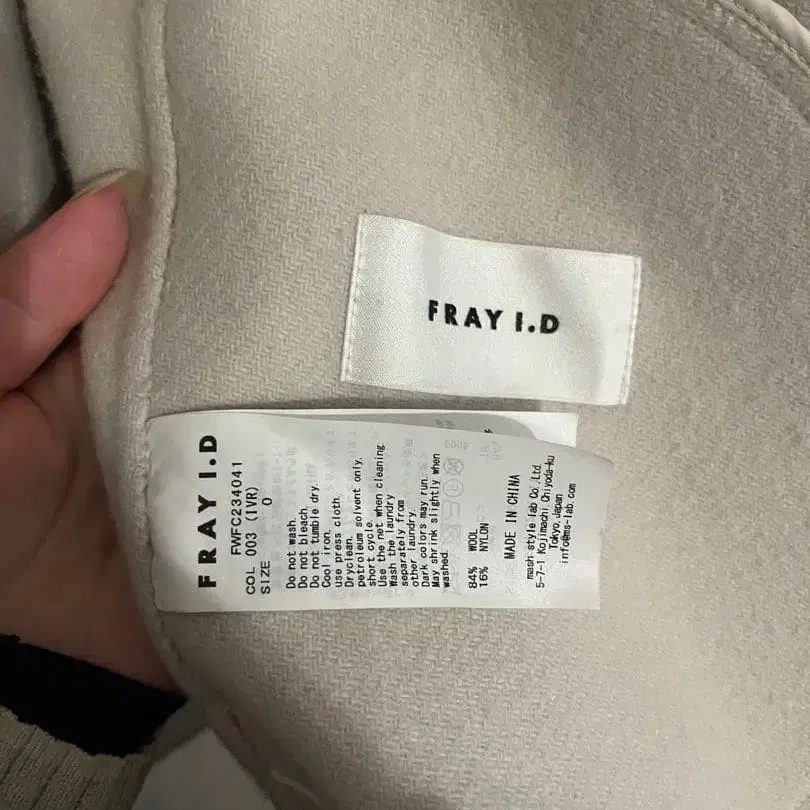 FRAY I.D
FRAY I.D
FWFC234041
COL 003 (IVR)
SIZE 0
Do not wash.
Do not bleach.
Do not tumble dry.
Cool iron,
use press cloth.
Dryclean,
petroleum solvent only,
short cycle.
Use the net when cleaning
Wash the laundry
separately from
other laundry.
Dark colors may run.
May shrink slightly when
washed.
84% WOOL
16% NYLON
MADE IN CHINA
mash style lab Co.,Ltd.
5-7-1 Kojimachi Chiyoda-ku
Tokyo, Japan
info@ms-lab.com